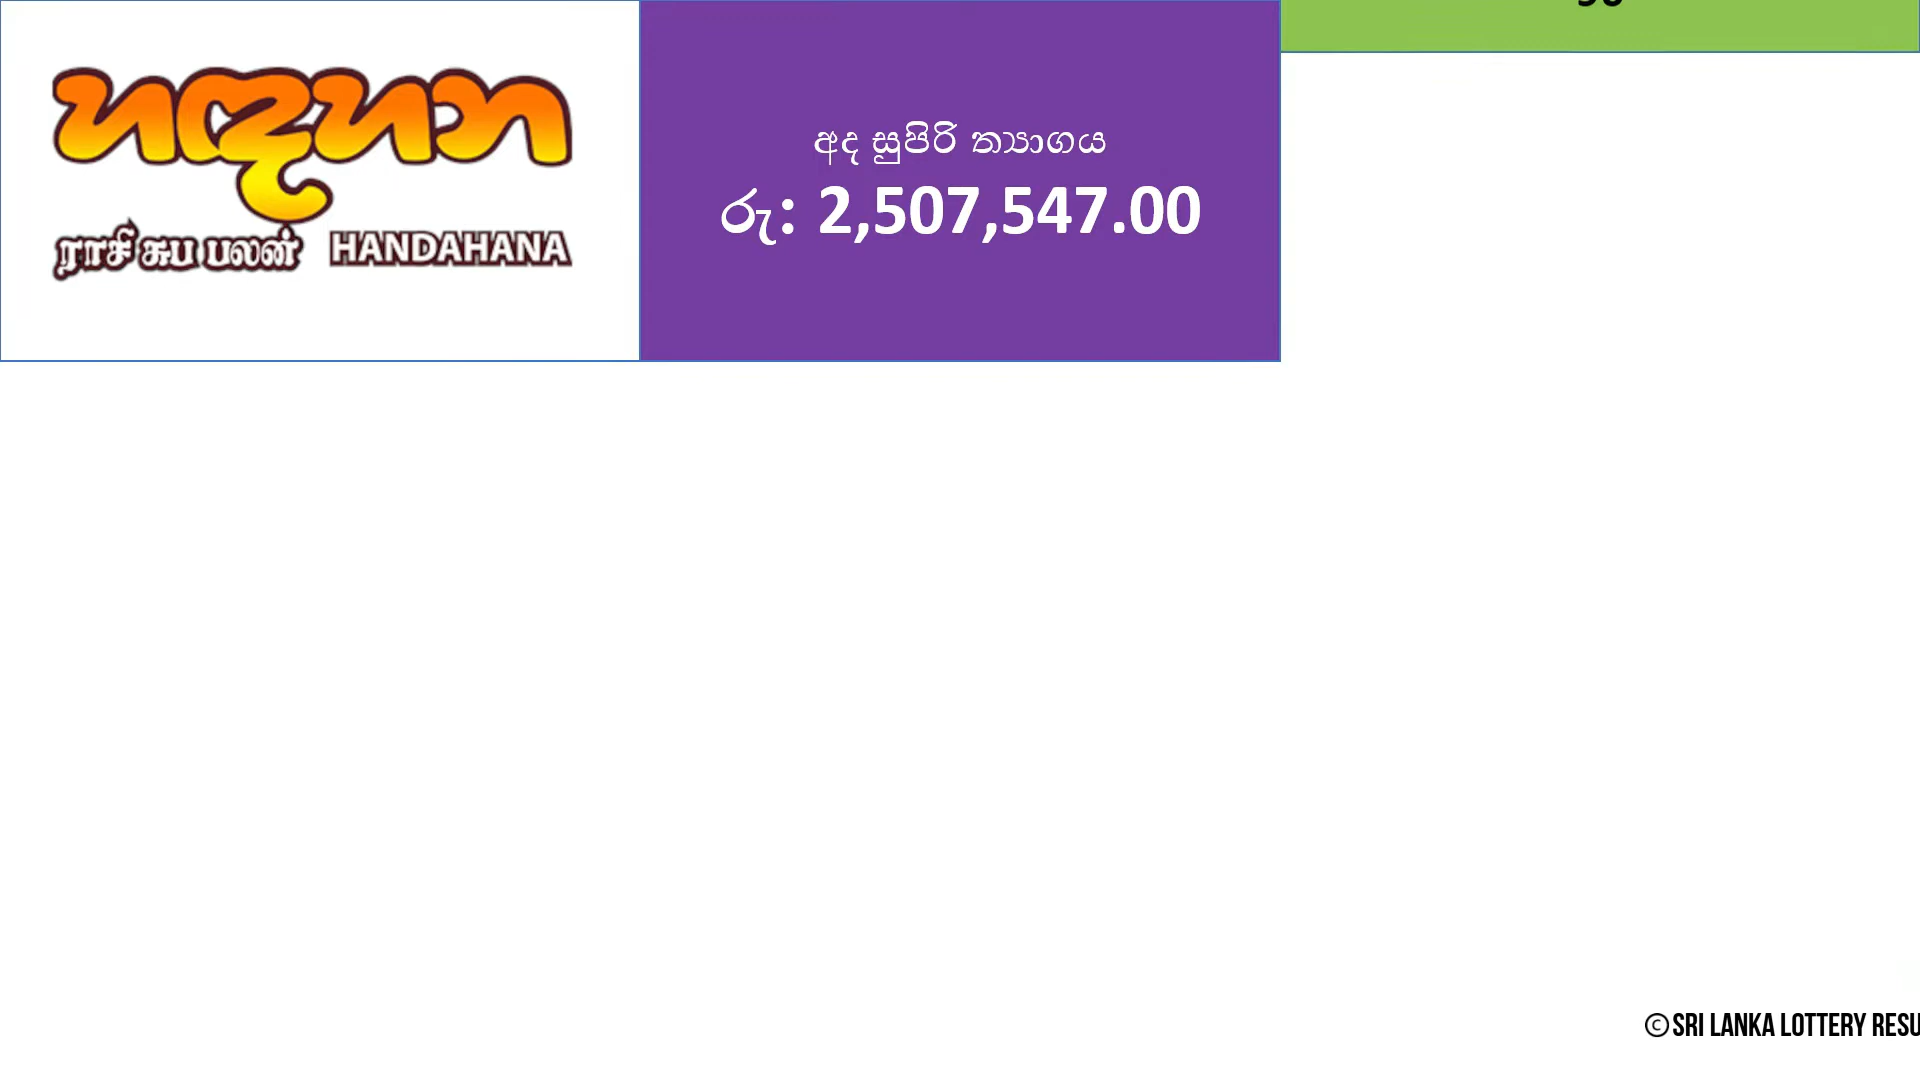 හඳහන
ராசி சுப பலன் HANDAHANA
අද සුපිරි ත්‍යාගය
රු: 2,507,547.00
©SRI LANKA LOTTERY RESU